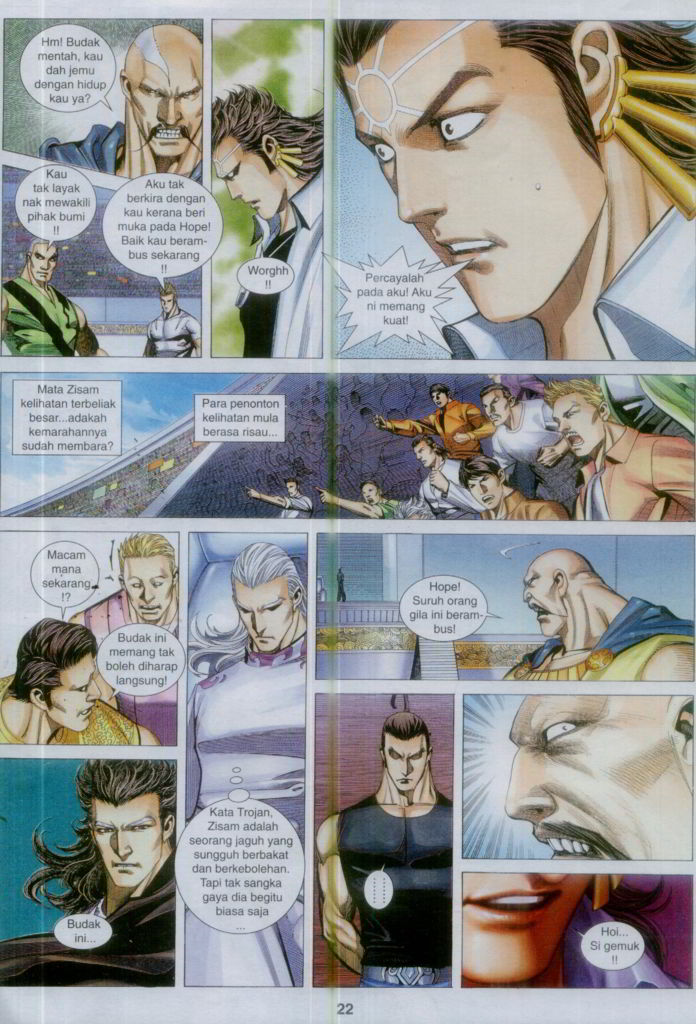 Hm! Budak
mentah, kau
dah jemu
dengan hidup
kau ya?
Kau
tak layak
nak mewakili
pihak bumi
!!
Aku tak
berkira dengan
kau kerana beri
muka pada Hope!
Baik kau beram-
bus sekarang
!!
Worghh
!!
Percayalah
pada aku! Aku
ni memang
kuat!
Mata Zisam
kelihatan terbeliak
besar...adakah
kemarahannya
sudah membara?
Para penonton
kelihatan mula
berasa risau...
Macam
mana
sekarang
!?
Budak ini
memang tak
boleh diharap
langsung!
Budak
ini...
Kata Trojan,
Zisam adalah
seorang jaguh yang
sungguh berbakat
dan berkebolehan.
Tapi tak sangka
gaya dia begitu
biasa saja
...
Hope!
Suruh orang
gila ini beram-
bus!
......
Hoi...
Si gemuk
!!
22